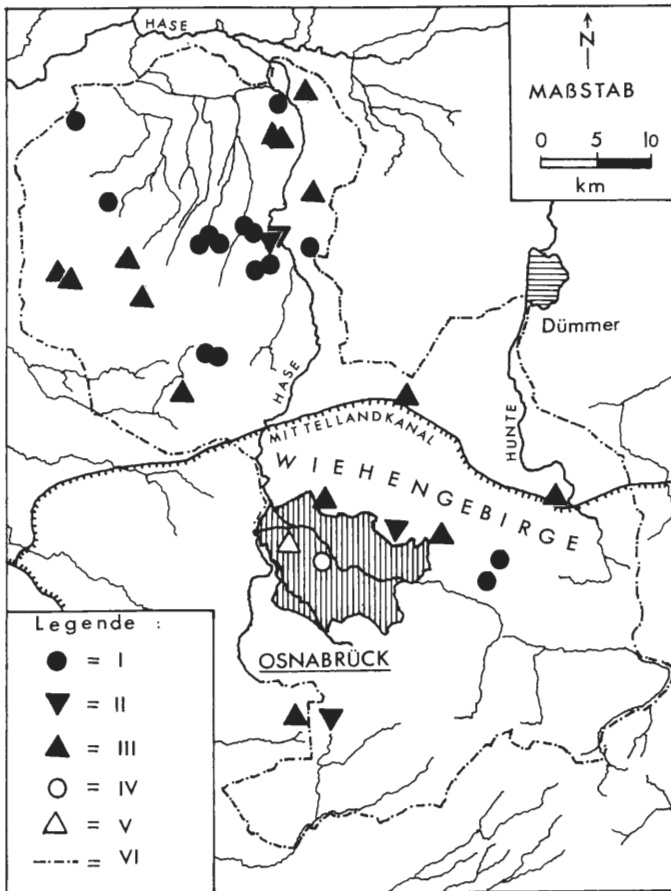 HASE
N
MAßSTAB
0 5 10
km
Dümmer
HASE
HUNTE
MITTELLANDKANAL
WIEHENGEBIRGE
OSNABRÜCK
Legende :
= I
= II
= III
= IV
= V
= VI